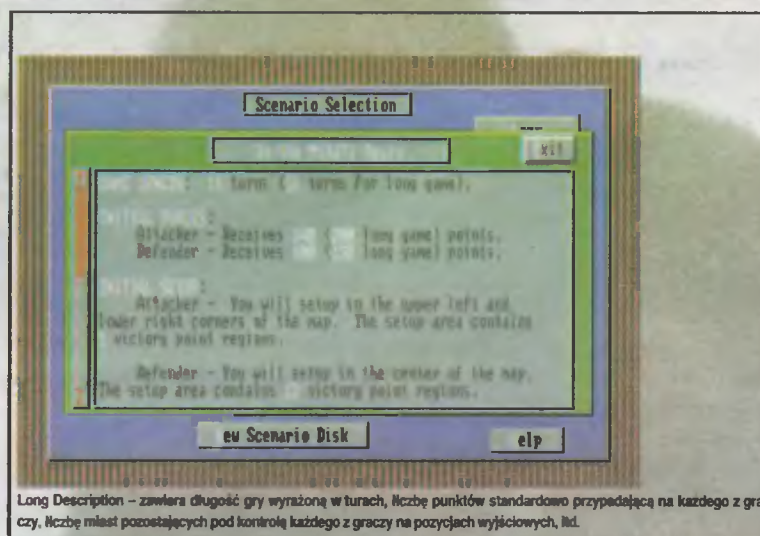 Scenario Selection
xit
turns ( turns for long game).
INITIAL FORCES:
Attacker – Receives ( long game) points.
Defender – Receives ( long game) points.
INITIAL SETUP:
Attacker – You will setup in the upper left and
lower right corners of the map. The setup area contains
victory point regions.
Defender – You will setup in the center of the map.
The setup area contains victory point regions.
ew Scenario Disk
elp
Long Description – zawiera długość gry wyrażoną w turach, liczbę punktów standardowo przypadającą na każdego z gra
czy, liczbę miast pozostających pod kontrolą każdego z graczy na pozycjach wyjściowych, itd.